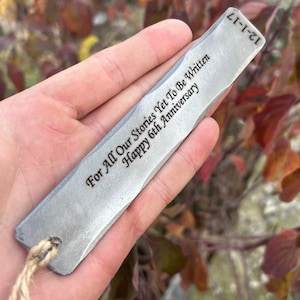 For All Our Stories Yet To Be Written
Happy 6th Anniversary
12-1-17